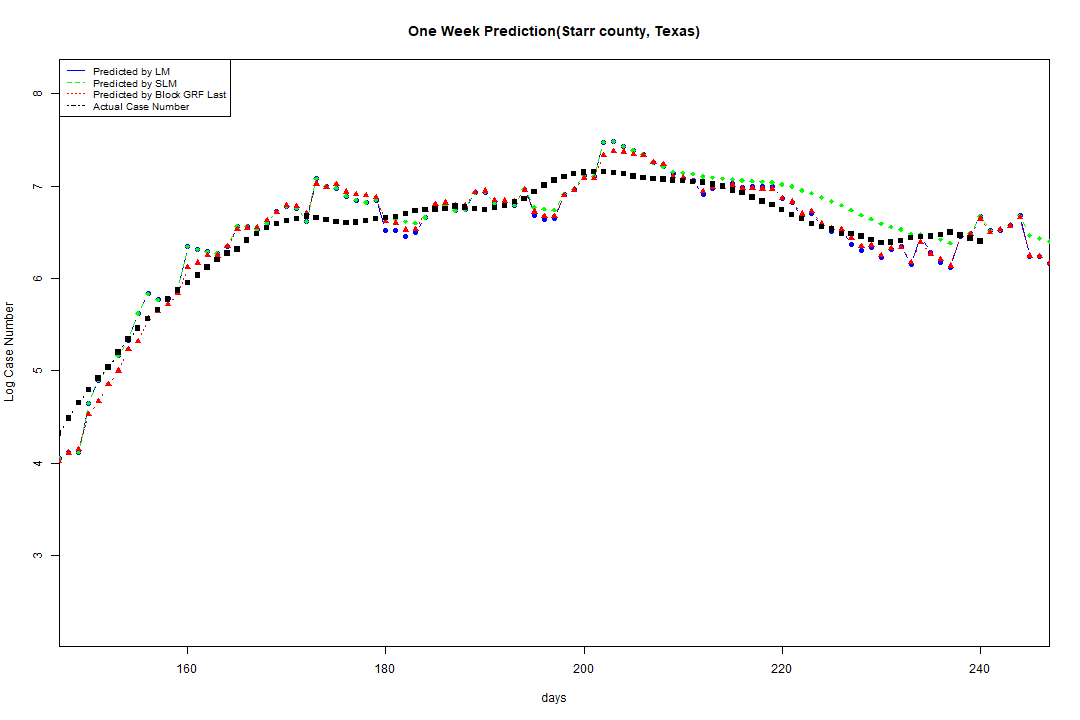 One Week Prediction(Starr county, Texas)
Predicted by LM
Predicted by SLM
Predicted by Block GRF Last
Actual Case Number
8
7
6
5
4
3
Log Case Number
160 180 200 220 240
days